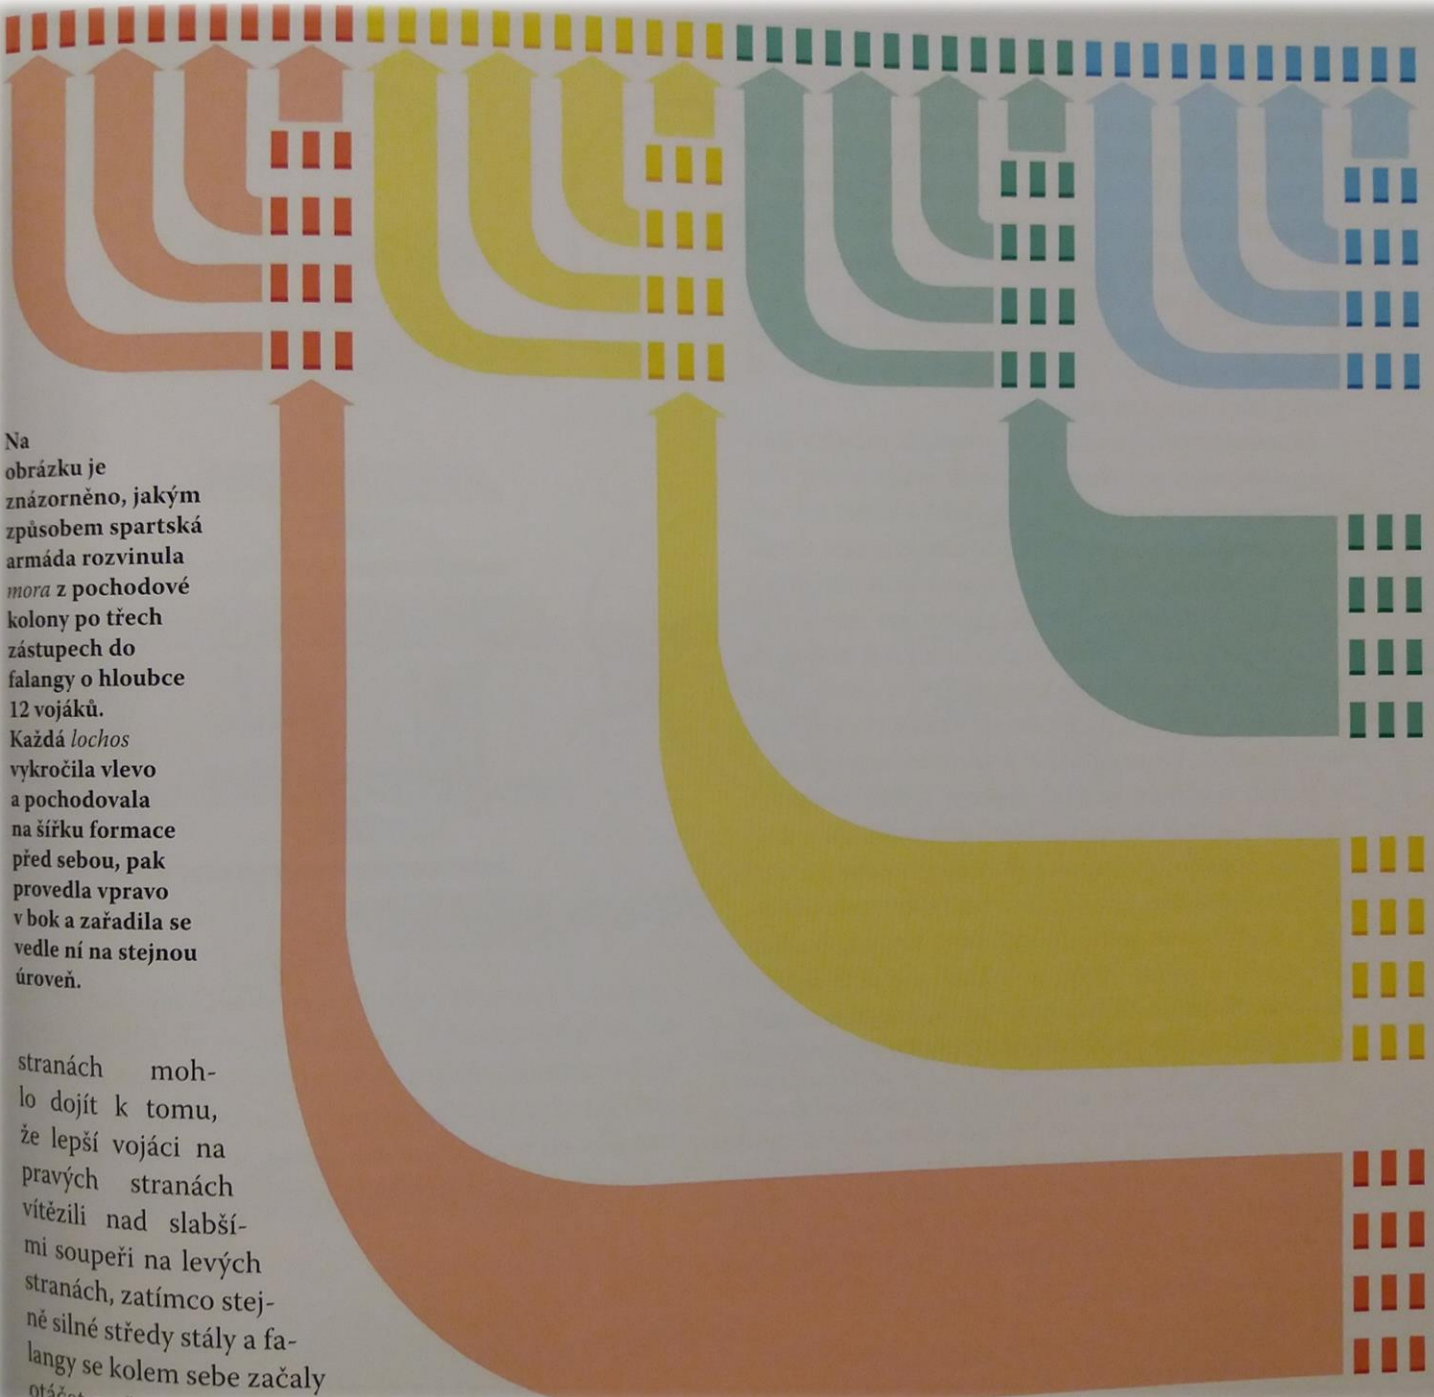 Na
obrázku je
znázorněno, jakým
způsobem spartská
armáda rozvinula
mora z pochodové
kolony po třech
zástupech do
falangy o hloubce
12 vojáků.
Každá lochos
vykročila vlevo
a pochodovala
na šířku formace
před sebou, pak
provedla vpravo
v bok a zařadila se
vedle ní na stejnou
úroveň.
stranách moh-
lo dojít k tomu,
že lepší vojáci na
pravých stranách
vítězili nad slabší-
mi soupeři na levých
stranách, zatímco stej-
ně silné středy stály a fa-
langy se kolem sebe začaly